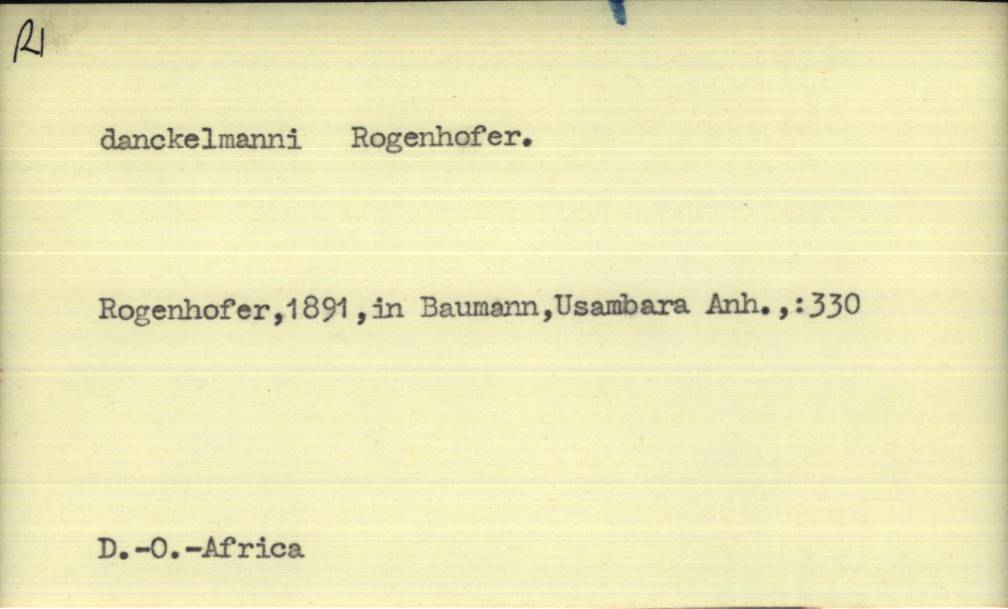 R1
danckelmanni Rogenhofer.
Rogenhofer,1891,in Baumann,Usambara Anh.,:330
D.-O.-Africa